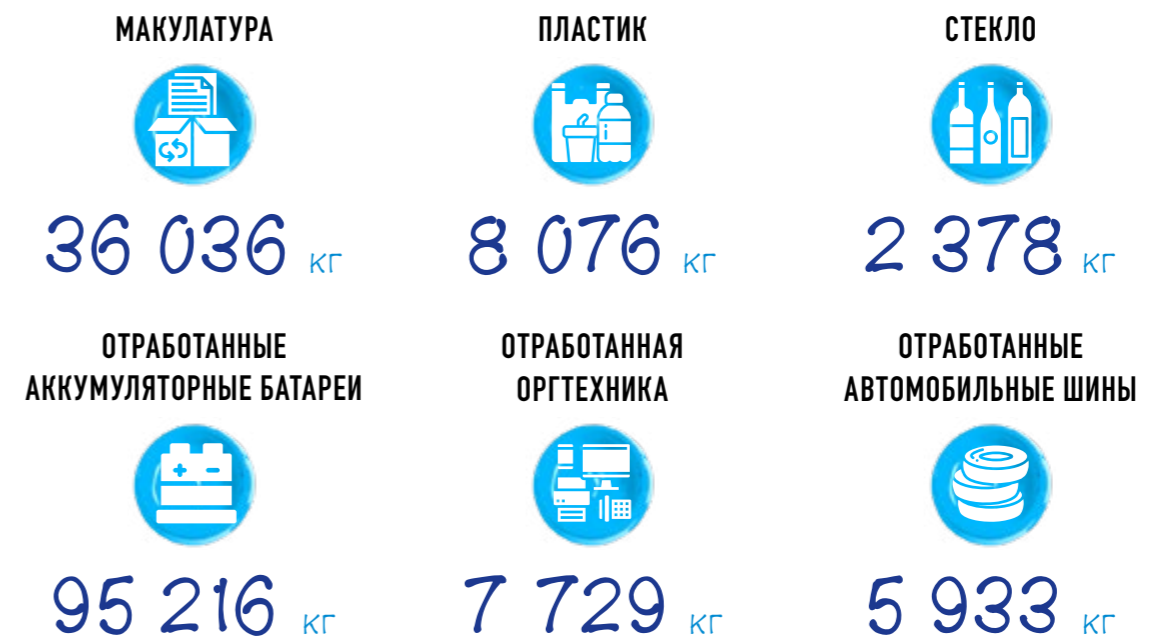 МАКУЛАТУРА
ПЛАСТИК
СТЕКЛО
36 036 кг
8 076 кг
2 378 кг
ОТРАБОТАННЫЕ
АККУМУЛЯТОРНЫЕ БАТАРЕИ
ОТРАБОТАННАЯ
ОРГТЕХНИКА
ОТРАБОТАННЫЕ
АВТОМОБИЛЬНЫЕ ШИНЫ
95 216 кг
7 729 кг
5 933 кг